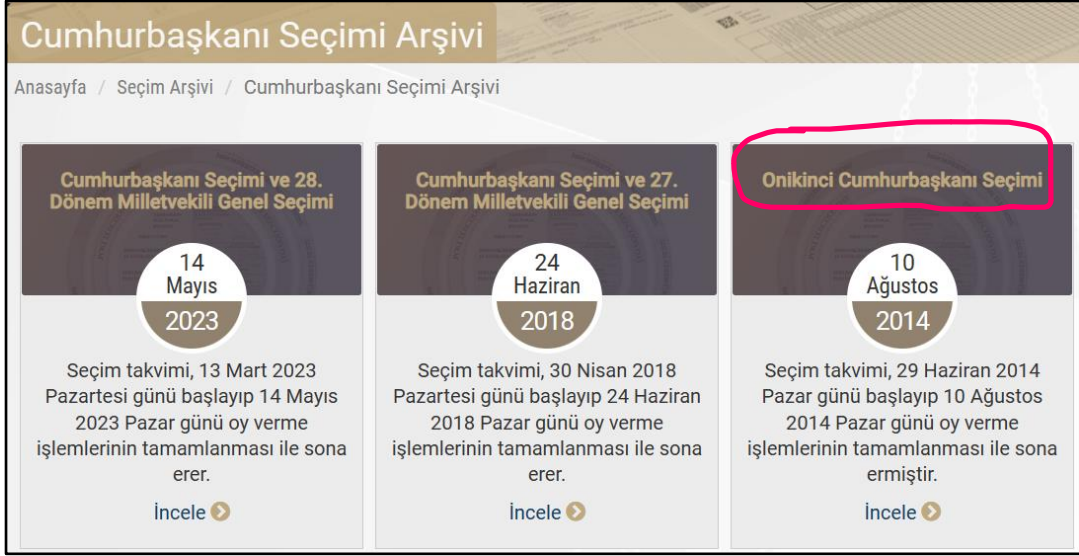 Cumhurbaşkanı Seçimi Arşivi
Anasayfa / Seçim Arşivi / Cumhurbaşkanı Seçimi Arşivi
Cumhurbaşkanı Seçimi ve 28.
Dönem Milletvekili Genel Seçimi
14
Mayıs
2023
Seçim takvimi, 13 Mart 2023
Pazartesi günü başlayıp 14 Mayıs
2023 Pazar günü oy verme
işlemlerinin tamamlanması ile sona
erer.
İncele
Cumhurbaşkanı Seçimi ve 27.
Dönem Milletvekili Genel Seçimi
24
Haziran
2018
Seçim takvimi, 30 Nisan 2018
Pazartesi günü başlayıp 24 Haziran
2018 Pazar günü oy verme
işlemlerinin tamamlanması ile sona
erer.
İncele
Onikinci Cumhurbaşkanı Seçimi
10
Ağustos
2014
Seçim takvimi, 29 Haziran 2014
Pazar günü başlayıp 10 Ağustos
2014 Pazar günü oy verme
işlemlerinin tamamlanması ile sona
ermiştir.
İncele